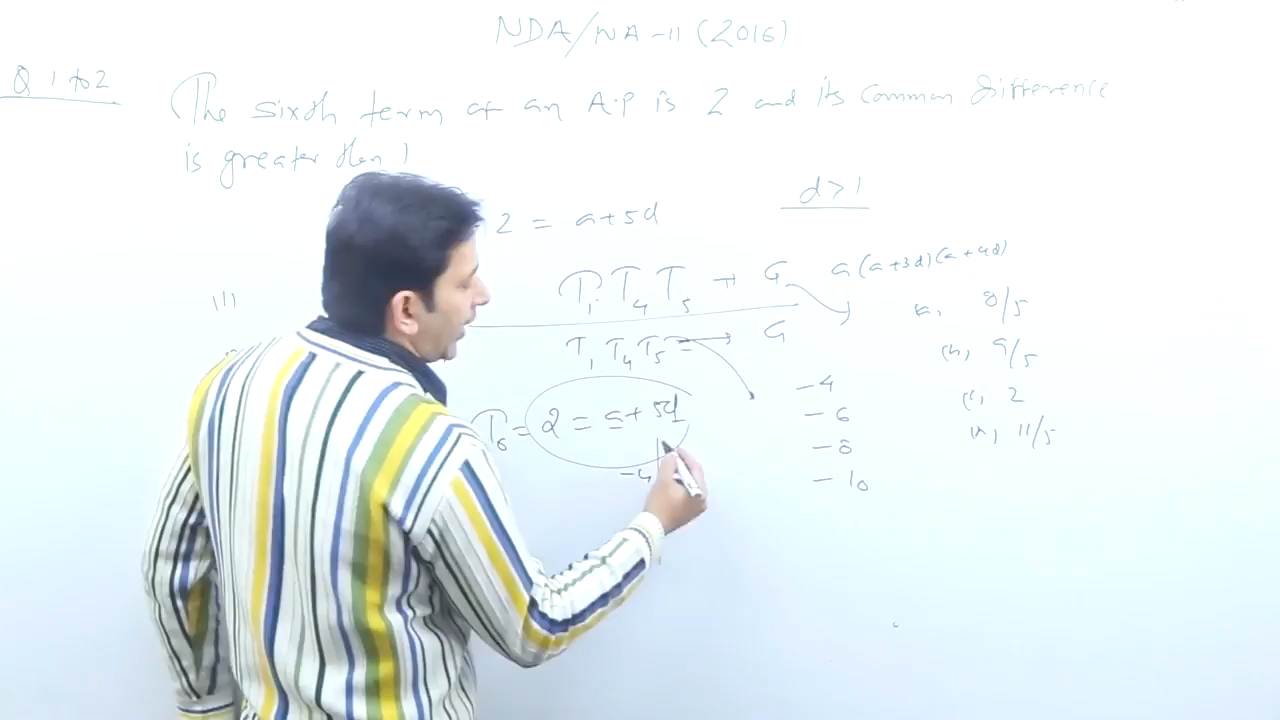 NDA/NA-II (2016)
Q 1 to 2
The sixth term of an A.P is 2 and its common difference
is greater then 1
d>1
2 = a+5d
T₁ T₄ T₅ → G
a(a+3d)(a+4d)
T₁ T₄ T₅ = → G
8/5
9/5
2
11/5
-4
-6
-8
-10
T₆ = 2 = a+5d
-4